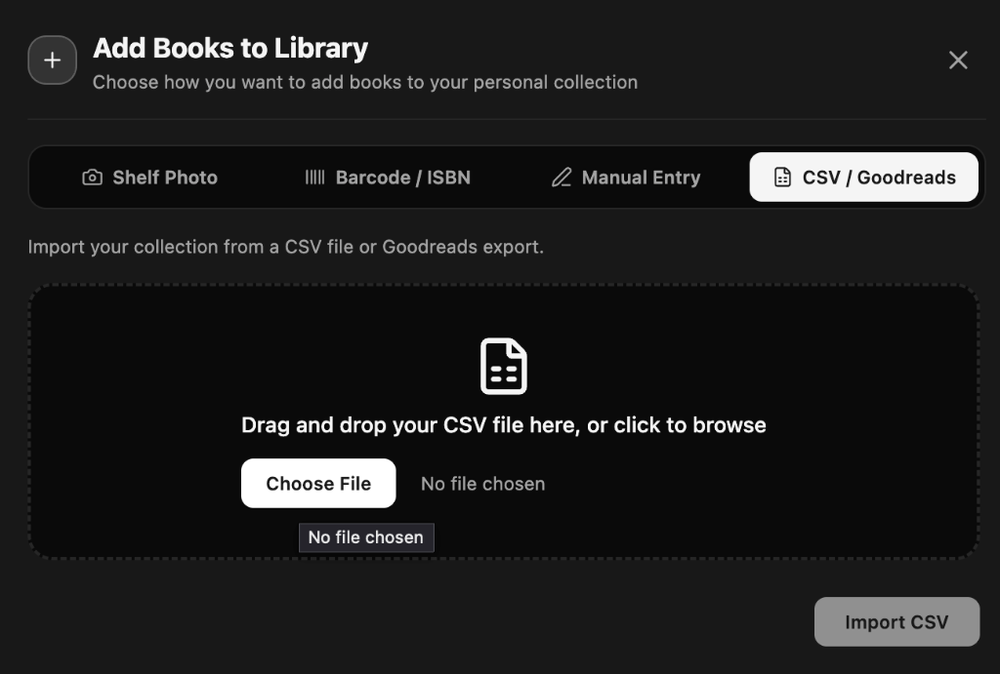 Add Books to Library
Choose how you want to add books to your personal collection
Shelf Photo
Barcode / ISBN
Manual Entry
CSV / Goodreads
Import your collection from a CSV file or Goodreads export.
Drag and drop your CSV file here, or click to browse
Choose File
No file chosen
No file chosen
Import CSV